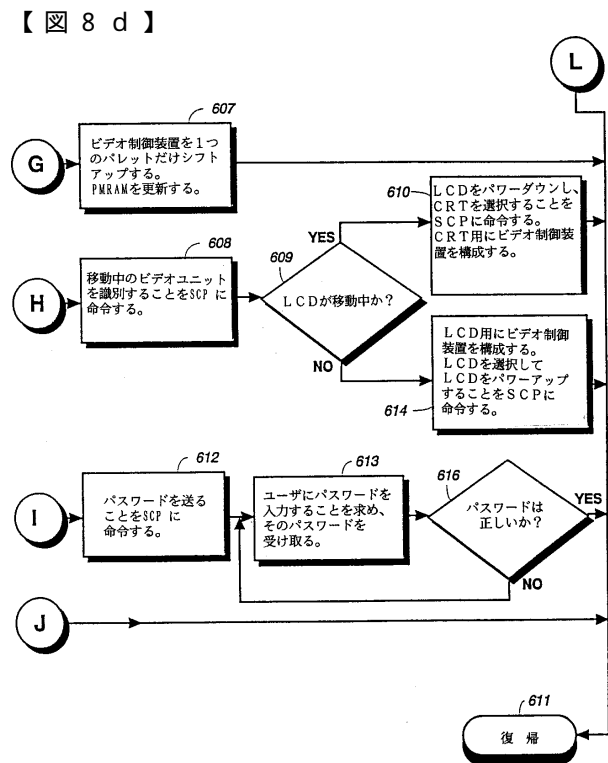 【図8d】
L
607
G
ビデオ制御装置を1つ
のパレットだけシフト
アップする。
PMRAMを更新する。
610
LCDをパワーダウンし、
CRTを選択することを
SCPに命令する。
CRT用にビデオ制御装
置を構成する。
608
YES
609
H
移動中のビデオユニット
を識別することをSCP に
命令する。
LCDが移動中か?
NO
LCD用にビデオ制御
装置を構成する。
LCDを選択して
LCDをパワーアップ
することをSCPに
命令する。
614
612
613
616
I
パスワードを送る
ことをSCP に
命令する。
ユーザにパスワードを
入力することを求め、
そのパスワードを
受け取る。
パスワードは
正しいか?
YES
NO
J
611
復 帰